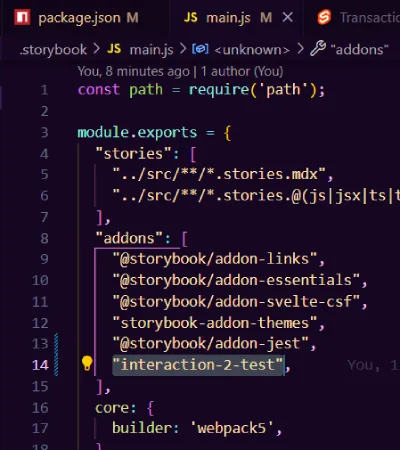 package.json M
JS main.js M ×
Transaction
.storybook > JS main.js > <unknown> > "addons"
You, 8 minutes ago | 1 author (You)
1 const path = require('path');
2
3 module.exports = {
4 "stories": [
5 "../src/**/*.stories.mdx",
6 "../src/**/*.stories.@(js|jsx|ts|t
7 ],
8 "addons": [
9 "@storybook/addon-links",
10 "@storybook/addon-essentials",
11 "@storybook/addon-svelte-csf",
12 "storybook-addon-themes",
13 "@storybook/addon-jest",
14 "interaction-2-test", You, 1
15 ],
16 core: {
17 builder: 'webpack5',
18 }